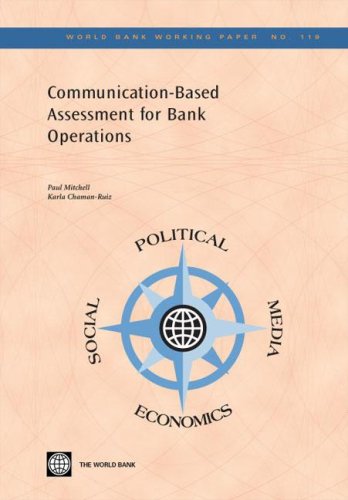 WORLD BANK WORKING PAPER NO. 119
Communication-Based
Assessment for Bank
Operations
Paul Mitchell
Karla Chaman-Ruiz
POLITICAL
SOCIAL
MEDIA
ECONOMICS
THE WORLD BANK